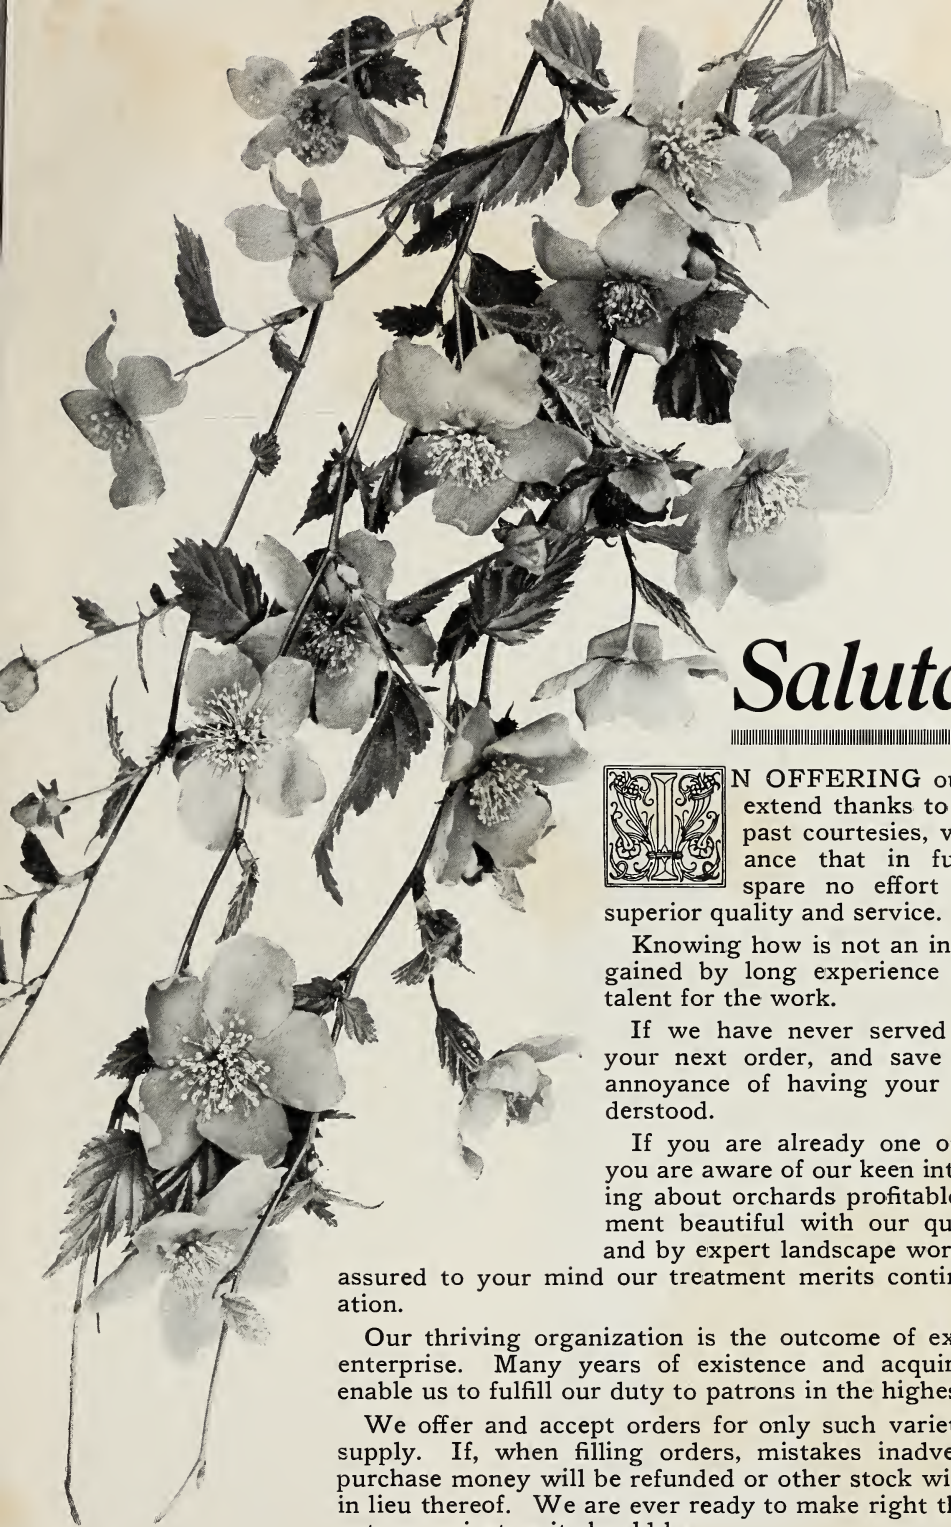 Saluta
IN OFFERING ou
extend thanks to
past courtesies, w
ance that in fu
spare no effort
superior quality and service.
Knowing how is not an in
gained by long experience
talent for the work.
If we have never served
your next order, and save
annoyance of having your
derstood.
If you are already one o
you are aware of our keen int
ing about orchards profitable
ment beautiful with our qu
and by expert landscape wor
assured to your mind our treatment merits contin
ation.
Our thriving organization is the outcome of ex
enterprise. Many years of existence and acquir
enable us to fulfill our duty to patrons in the highes
We offer and accept orders for only such variet
supply. If, when filling orders, mistakes inadve
purchase money will be refunded or other stock wi
in lieu thereof. We are ever ready to make right th